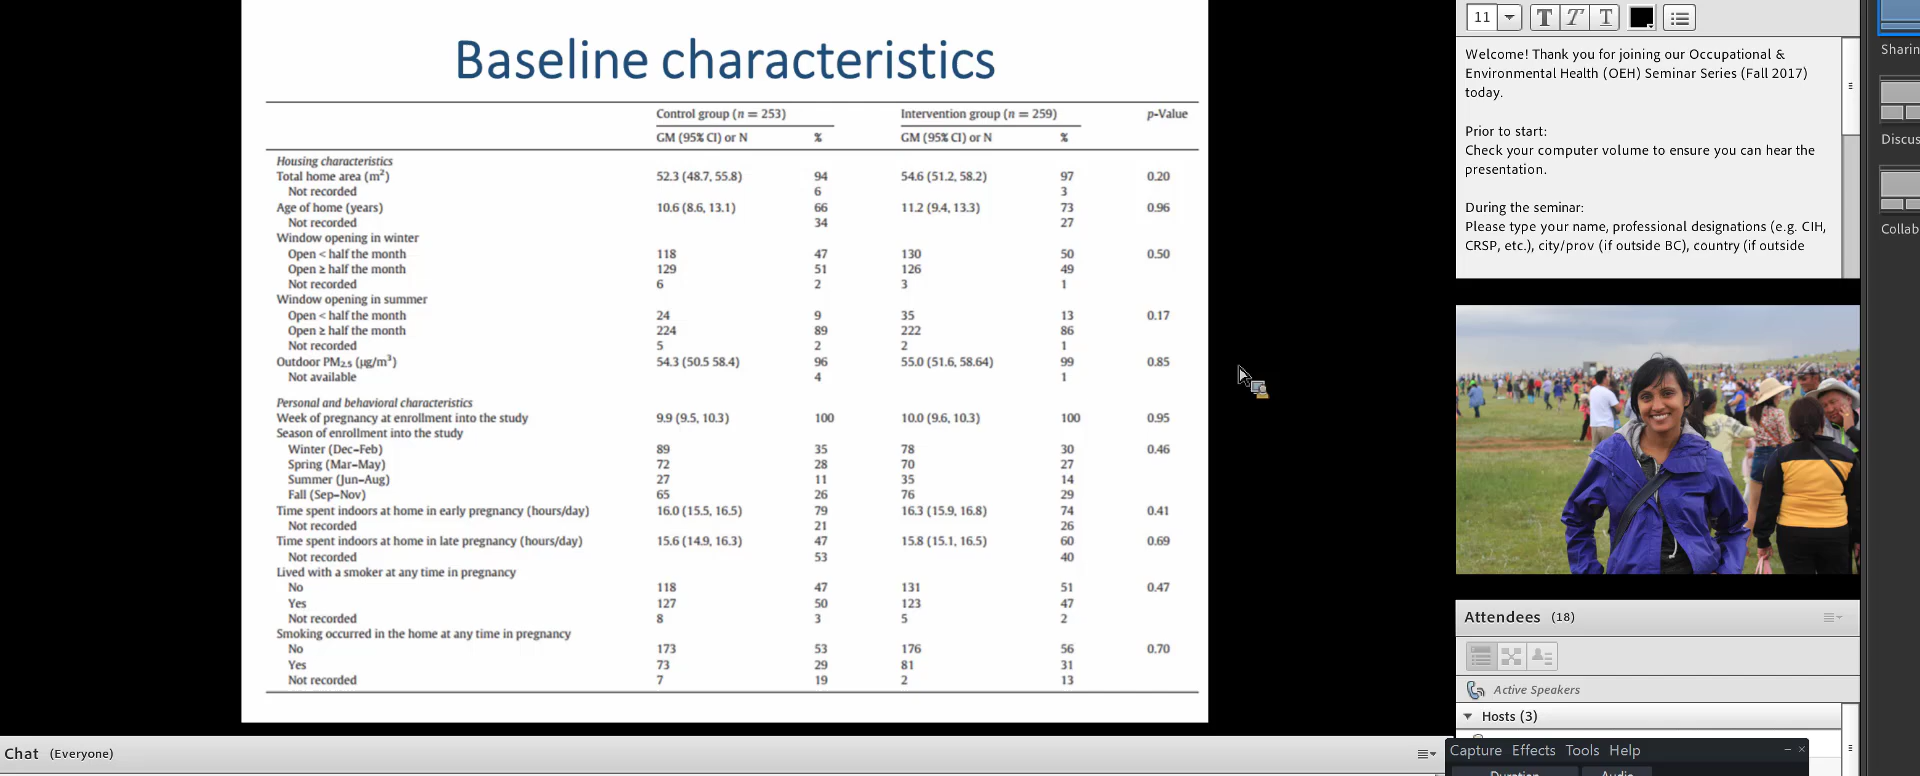 Baseline characteristics
Control group (n = 253) Intervention group (n = 259) p-Value
GM (95% CI) or N % GM (95% CI) or N %
Housing characteristics
Total home area (m²) 52.3 (48.7, 55.8) 94 54.6 (51.2, 58.2) 97 0.20
Not recorded 6 3
Age of home (years) 10.6 (8.6, 13.1) 66 11.2 (9.4, 13.3) 73 0.96
Not recorded 34 27
Window opening in winter
Open < half the month 118 47 130 50 0.50
Open ≥ half the month 129 51 126 49
Not recorded 6 2 3 1
Window opening in summer
Open < half the month 24 9 35 13 0.17
Open ≥ half the month 224 89 222 86
Not recorded 5 2 2 1
Outdoor PM2.5 (μg/m³) 54.3 (50.5 58.4) 96 55.0 (51.6, 58.64) 99 0.85
Not available 4 1
Personal and behavioral characteristics
Week of pregnancy at enrollment into the study 9.9 (9.5, 10.3) 100 10.0 (9.6, 10.3) 100 0.95
Season of enrollment into the study
Winter (Dec–Feb) 89 35 78 30 0.46
Spring (Mar–May) 72 28 70 27
Summer (Jun–Aug) 27 11 35 14
Fall (Sep–Nov) 65 26 76 29
Time spent indoors at home in early pregnancy (hours/day) 16.0 (15.5, 16.5) 79 16.3 (15.9, 16.8) 74 0.41
Not recorded 21 26
Time spent indoors at home in late pregnancy (hours/day) 15.6 (14.9, 16.3) 47 15.8 (15.1, 16.5) 60 0.69
Not recorded 53 40
Lived with a smoker at any time in pregnancy
No 118 47 131 51 0.47
Yes 127 50 123 47
Not recorded 8 3 5 2
Smoking occurred in the home at any time in pregnancy
No 173 53 176 56 0.70
Yes 73 29 81 31
Not recorded 7 19 2 13
Chat (Everyone)
11 T T T
Welcome! Thank you for joining our Occupational &
Environmental Health (OEH) Seminar Series (Fall 2017)
today.
Prior to start:
Check your computer volume to ensure you can hear the
presentation.
During the seminar:
Please type your name, professional designations (e.g. CIH,
CRSP, etc.), city/prov (if outside BC), country (if outside
Attendees (18)
Active Speakers
Hosts (3)
Capture Effects Tools Help
Duration Audio
Sharin
Discus
Collab